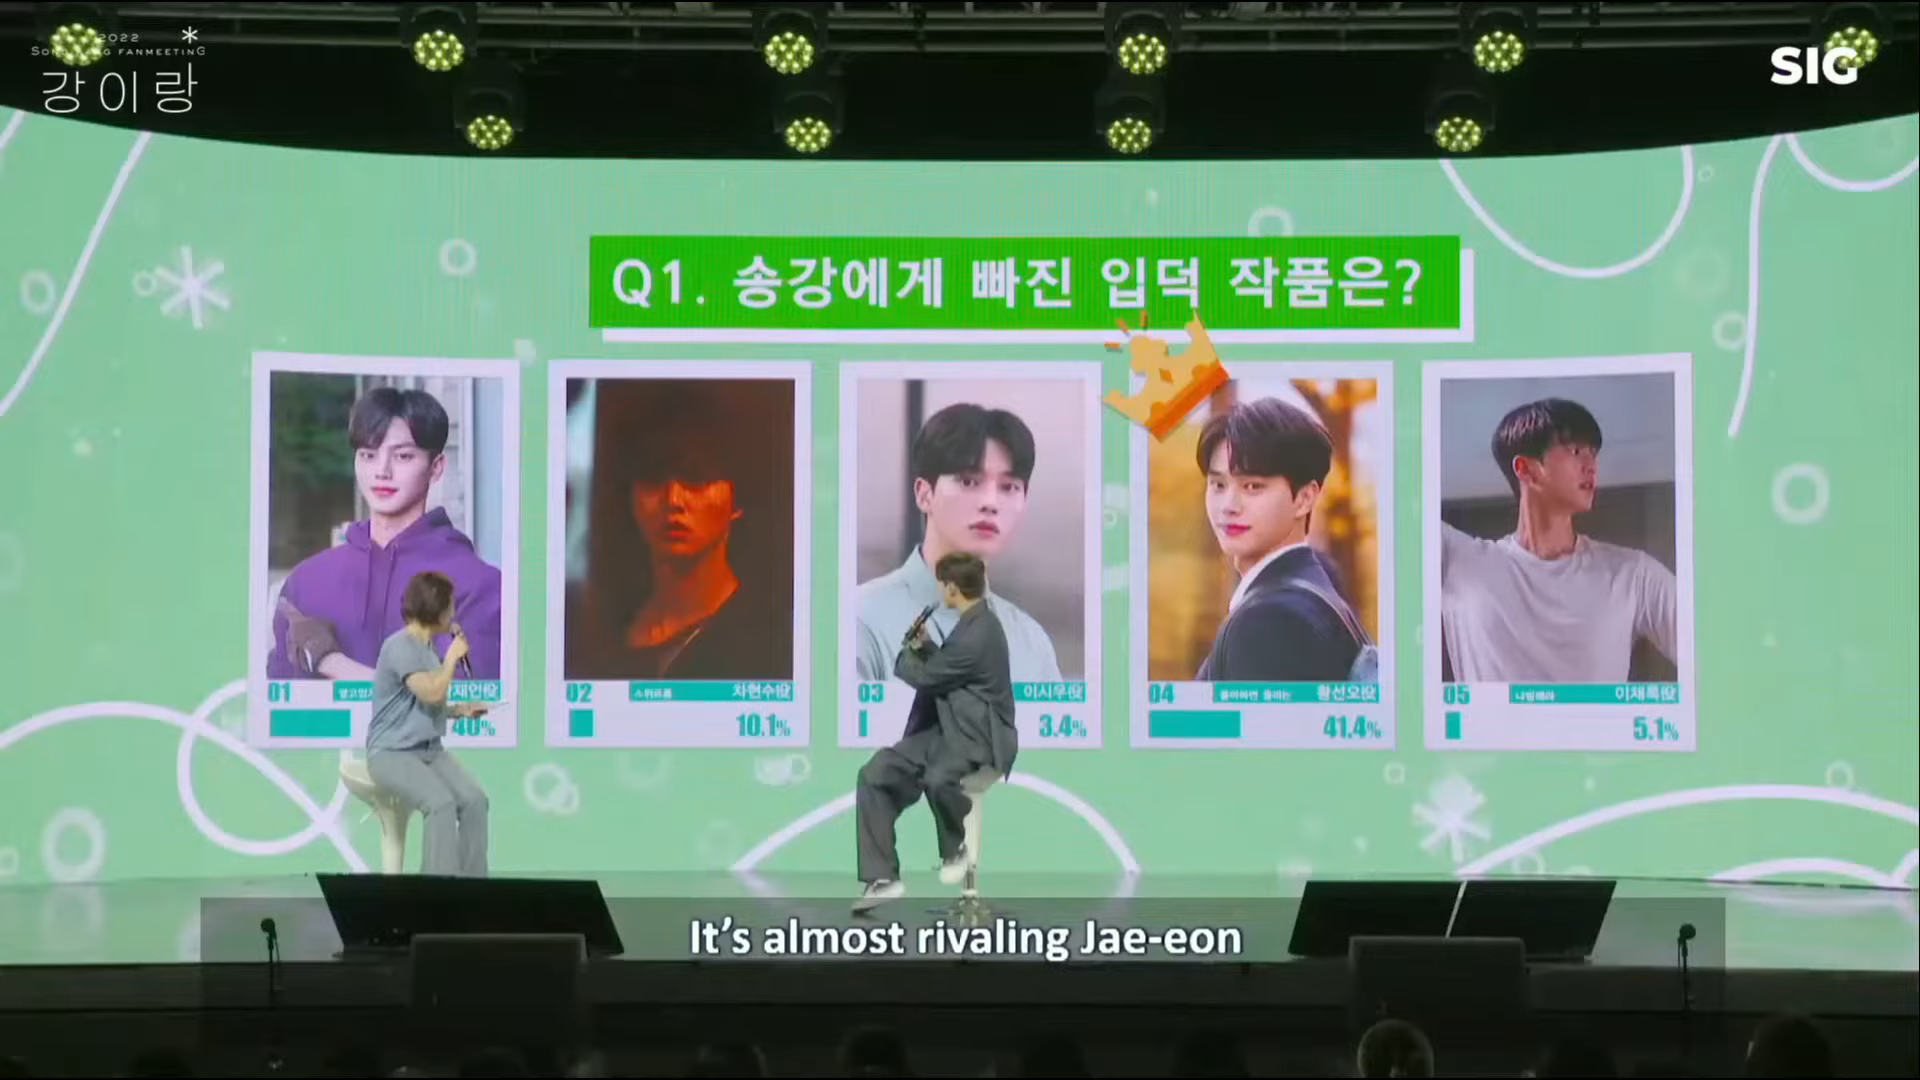 2022
SONG KANG FANMEETING
강이랑
SIG
Q1. 송강에게 빠진 입덕 작품은?
01
40%
02 스위트홈 차현수役
10.1%
03 이시우役
3.4%
04 좋아하면 울리는 황선오役
41.4%
05 나빌레라 이채록役
5.1%
It's almost rivaling Jae-eon